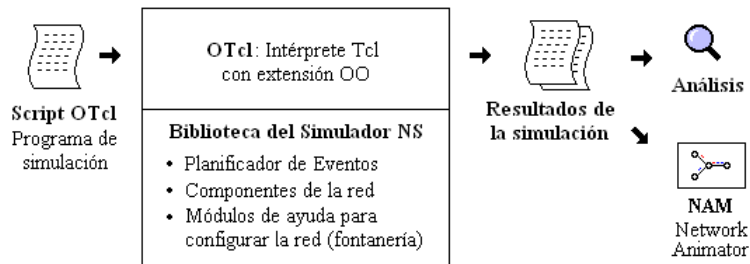 Script OTcl
Programa de
simulación
OTcl: Intérprete Tcl
con extensión OO
Biblioteca del Simulador NS
• Planificador de Eventos
• Componentes de la red
• Módulos de ayuda para
configurar la red (fontanería)
Resultados de
la simulación
Análisis
NAM
Network
Animator